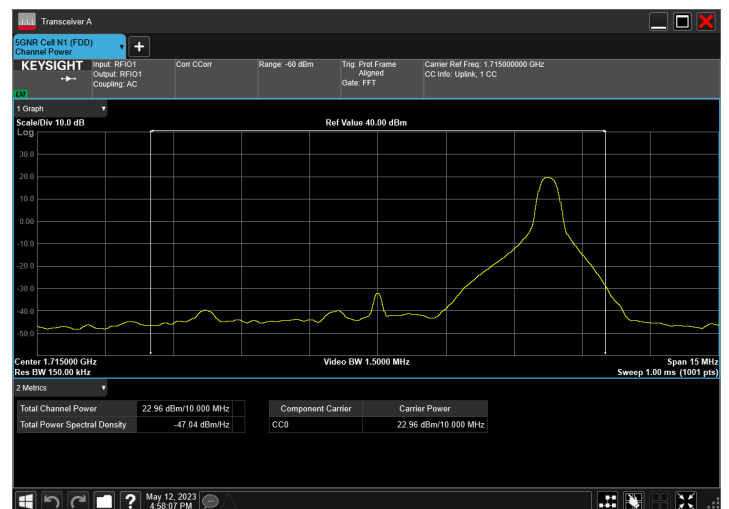 Transceiver A
5GNR Cell N1 (FDD)
Channel Power
+
KEYSIGHT
LXI
Input: RFIO1
Output: RFIO1
Coupling: AC
Corr CCorr
Range: -60 dBm
Trig: Prot Frame
Aligned
Gate: FFT
Carrier Ref Freq: 1.715000000 GHz
CC Info: Uplink, 1 CC
1 Graph
Scale/Div 10.0 dB
Ref Value 40.00 dBm
Log
30.0
20.0
10.0
0.00
-10.0
-20.0
-30.0
-40.0
-50.0
Center 1.715000 GHz
Video BW 1.5000 MHz
Span 15 MHz
Res BW 150.00 kHz
Sweep 1.00 ms (1001 pts)
2 Metrics
Total Channel Power 22.96 dBm/10.000 MHz
Total Power Spectral Density -47.04 dBm/Hz
Component Carrier Carrier Power
CC0 22.96 dBm/10.000 MHz
?
May 12, 2023
4:58:07 PM